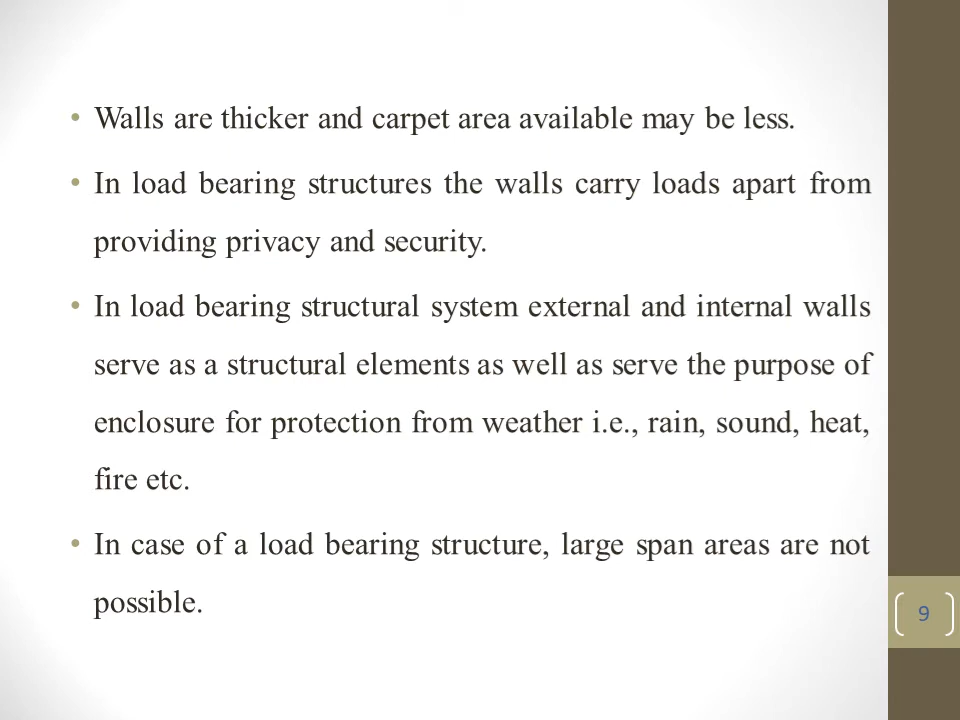 • Walls are thicker and carpet area available may be less.
• In load bearing structures the walls carry loads apart from
providing privacy and security.
• In load bearing structural system external and internal walls
serve as a structural elements as well as serve the purpose of
enclosure for protection from weather i.e., rain, sound, heat,
fire etc.
• In case of a load bearing structure, large span areas are not
possible.
9